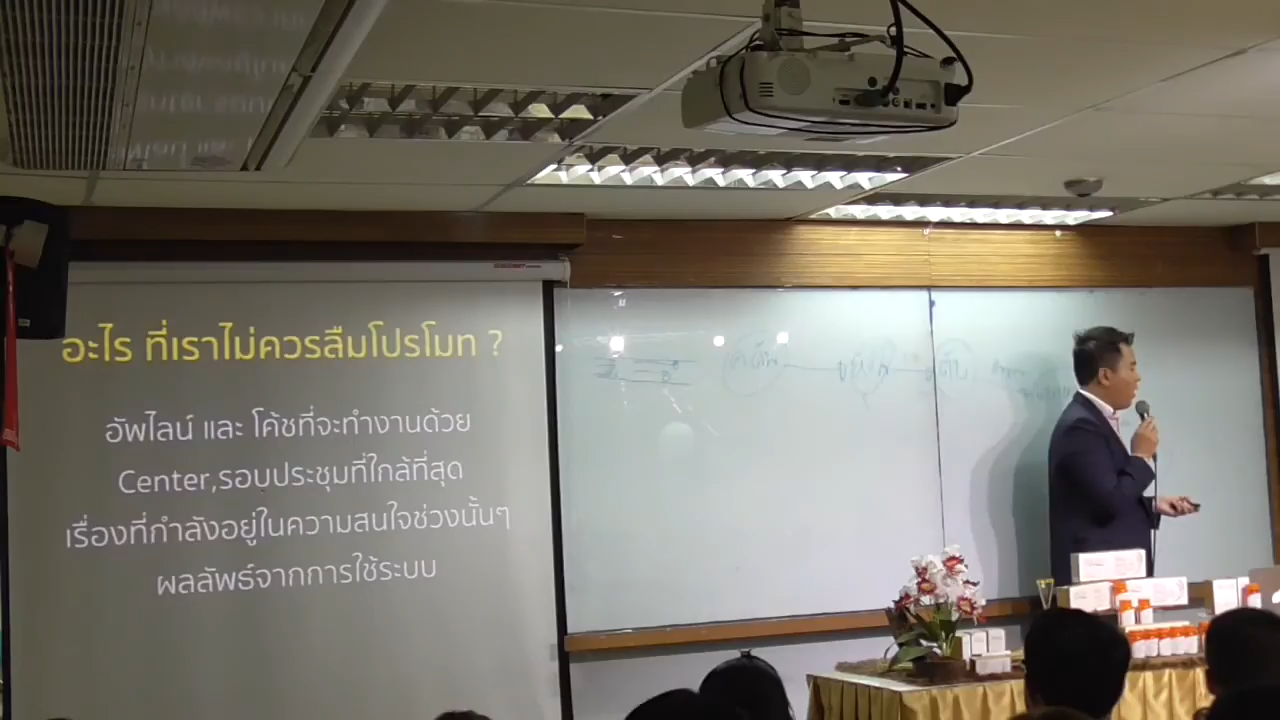 อะไร ที่เราไม่ควรลืมโปรโมท ?
อัพไลน์ และ โค้ชที่จะทำงานด้วย
Center,รอบประชุมที่ใกล้ที่สุด
เรื่องที่กำลังอยู่ในความสนใจช่วงนั้นๆ
ผลลัพธ์จากการใช้ระบบ